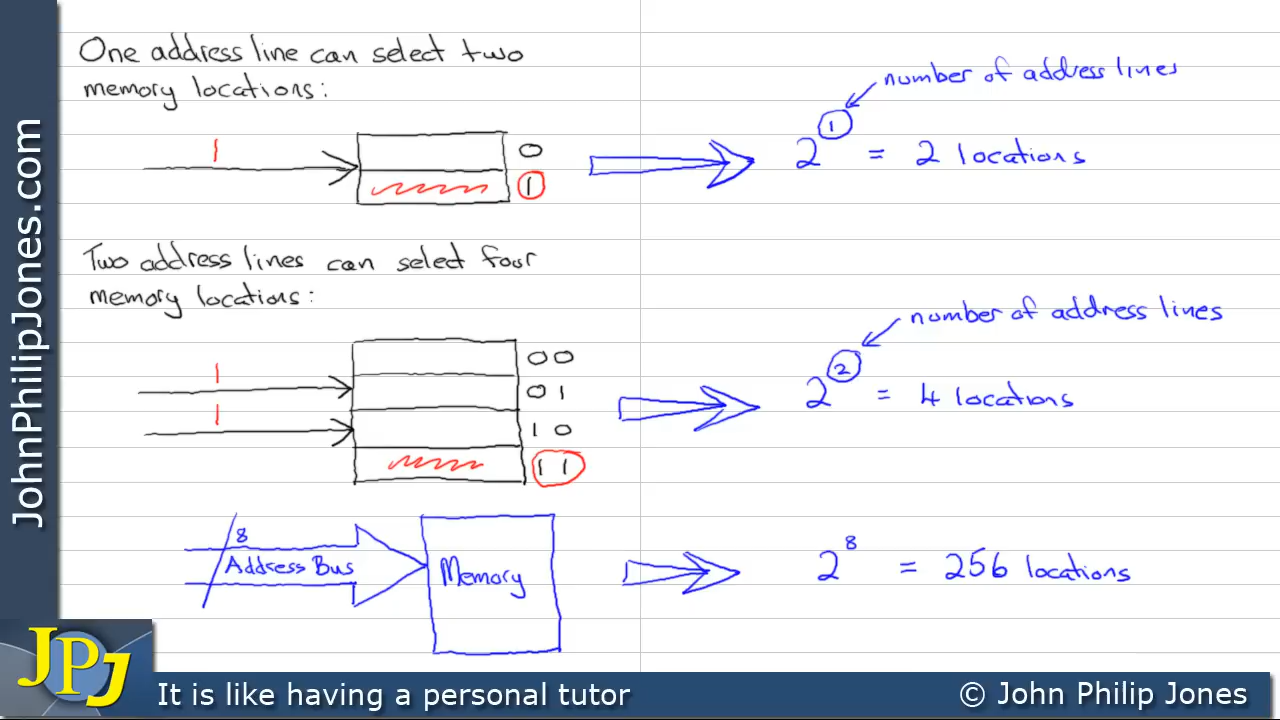 One address line can select two
memory locations:
number of address lines
1
0
1
2^1 = 2 locations
Two address lines can select four
memory locations:
number of address lines
1
1
00
01
10
11
2^2 = 4 locations
8
Address Bus
Memory
2^8 = 256 locations
JohnPhilipJones.com
JPJ
It is like having a personal tutor
© John Philip Jones